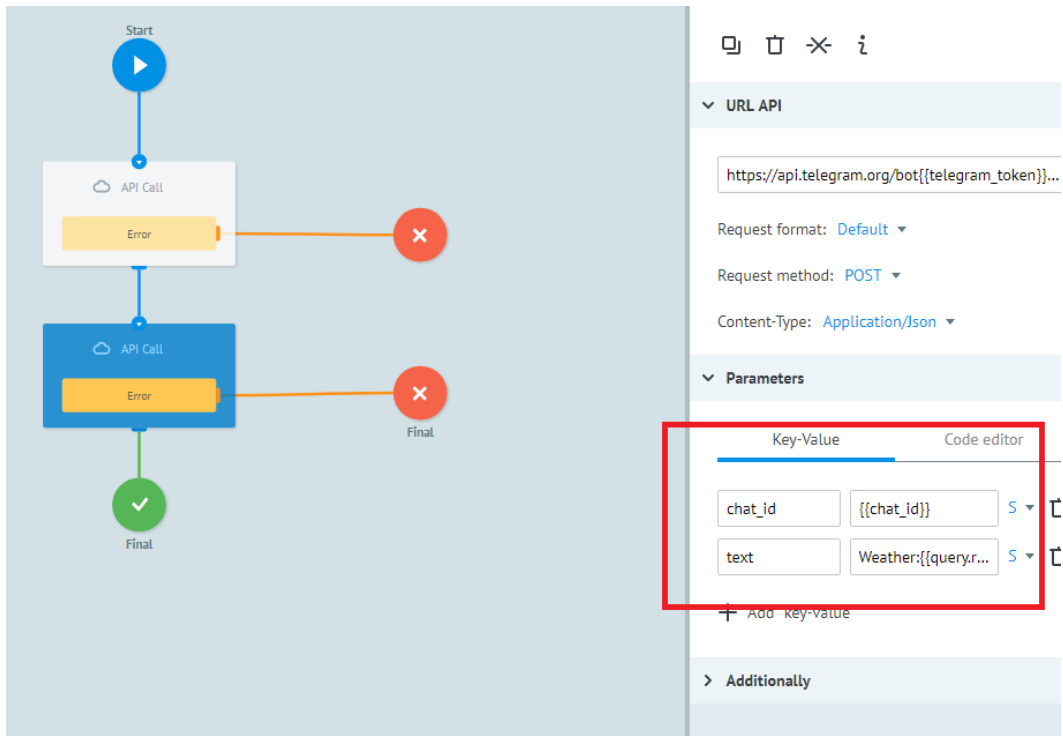 Start
API Call
Error
API Call
Error
Final
Final
URL API
https://api.telegram.org/bot{{telegram_token}}...
Request format: Default
Request method: POST
Content-Type: Application/Json
Parameters
Key-Value Code editor
chat_id {{chat_id}} S
text Weather:{{query.r... S
Add key-value
Additionally